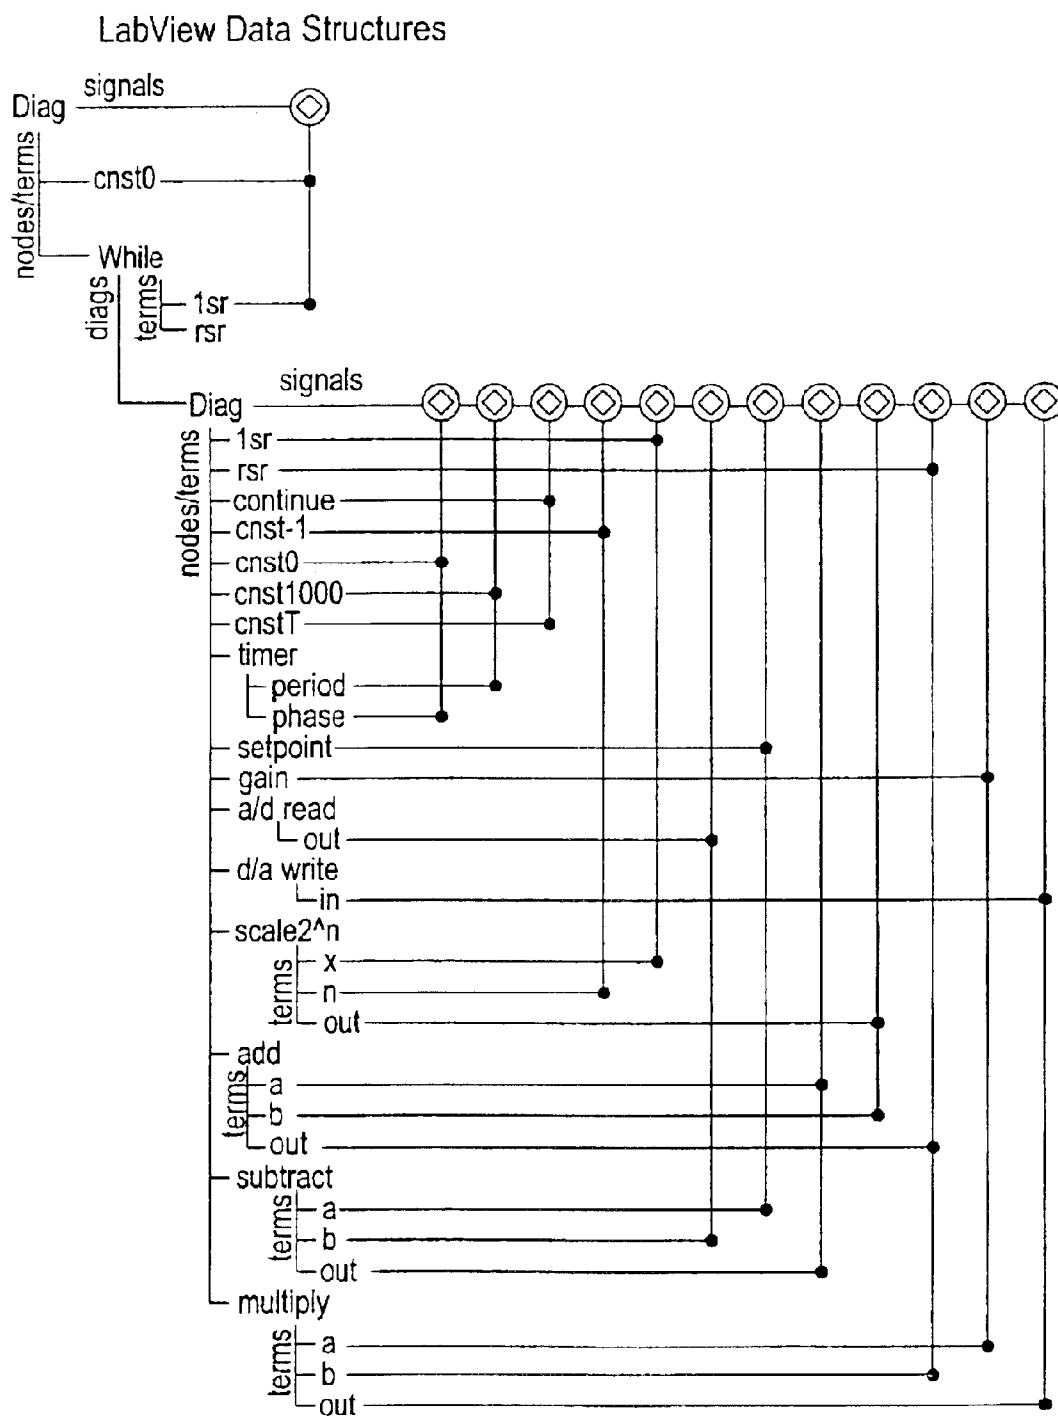 LabView Data Structures
signals
Diag
nodes/terms
cnst0
While
diags
terms
1sr
rsr
signals
Diag
nodes/terms
1sr
rsr
continue
cnst-1
cnst0
cnst1000
cnstT
timer
period
phase
setpoint
gain
a/d read
out
d/a write
in
scale2^n
terms
x
n
out
add
terms
a
b
out
subtract
terms
a
b
out
multiply
terms
a
b
out